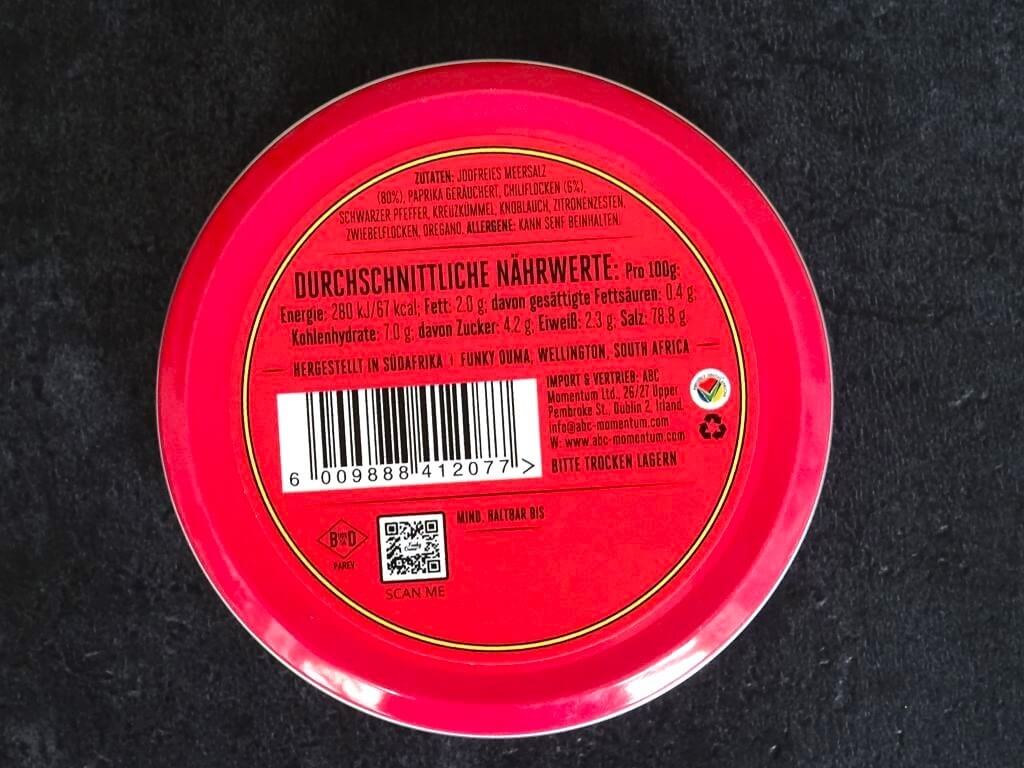 ZUTATEN: JODFREIES MEERSALZ
(80%), PAPRIKA GERÄUCHERT, CHILIFLOCKEN (6%),
SCHWARZER PFEFFER, KREUZKÜMMEL, KNOBLAUCH, ZITRONENZESTEN,
ZWIEBELFLOCKEN, OREGANO. ALLERGENE: KANN SENF BEINHALTEN.
DURCHSCHNITTLICHE NÄHRWERTE: Pro 100g:
Energie: 280 kJ/67 kcal; Fett: 2.0 g; davon gesättigte Fettsäuren: 0.4 g;
Kohlenhydrate: 7.0 g; davon Zucker: 4.2 g; Eiweiß: 2.3 g; Salz: 78.8 g
HERGESTELLT IN SÜDAFRIKA | FUNKY OUMA, WELLINGTON, SOUTH AFRICA
IMPORT & VERTRIEB: ABC
Momentum Ltd., 26/27 Upper
Pembroke St., Dublin 2, Irland.
info@abc-momentum.com
W: www.abc-momentum.com
BITTE TROCKEN LAGERN
6 009888 412077 >
MIND. HALTBAR BIS
PAREV
SCAN ME